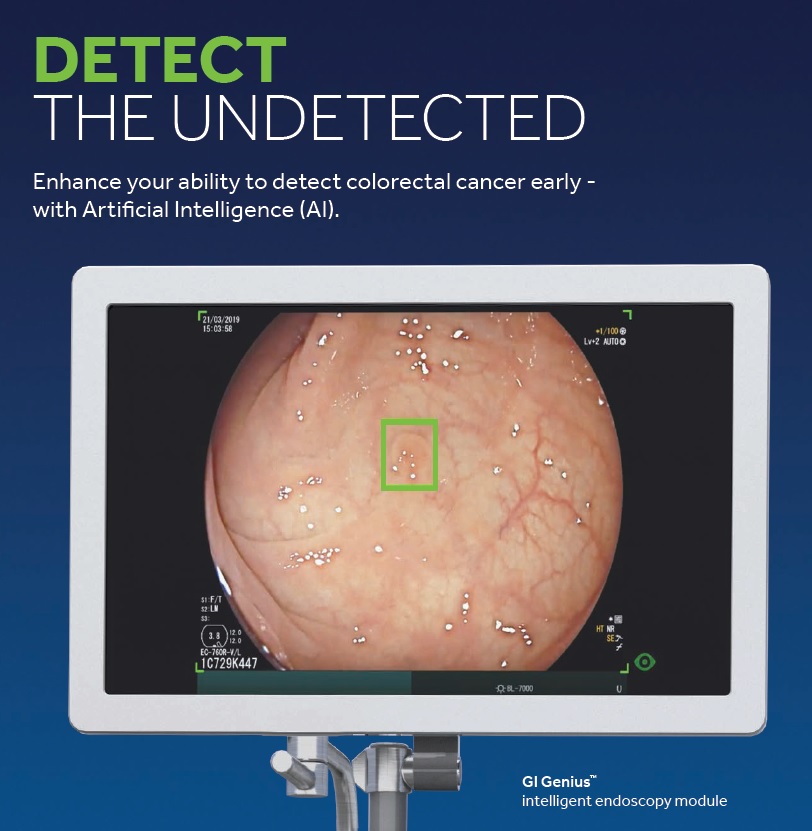 DETECT
THE UNDETECTED
Enhance your ability to detect colorectal cancer early -
with Artificial Intelligence (AI).
21/03/2019
15:03:58
*1/100
Lv+2 AUTO
S1:F/T
S2:LM
S3:
3.8
12.0
12.0
HT NR
SE
EC-760R-V/L
1C729K447
BL-7000
GI Genius™
intelligent endoscopy module